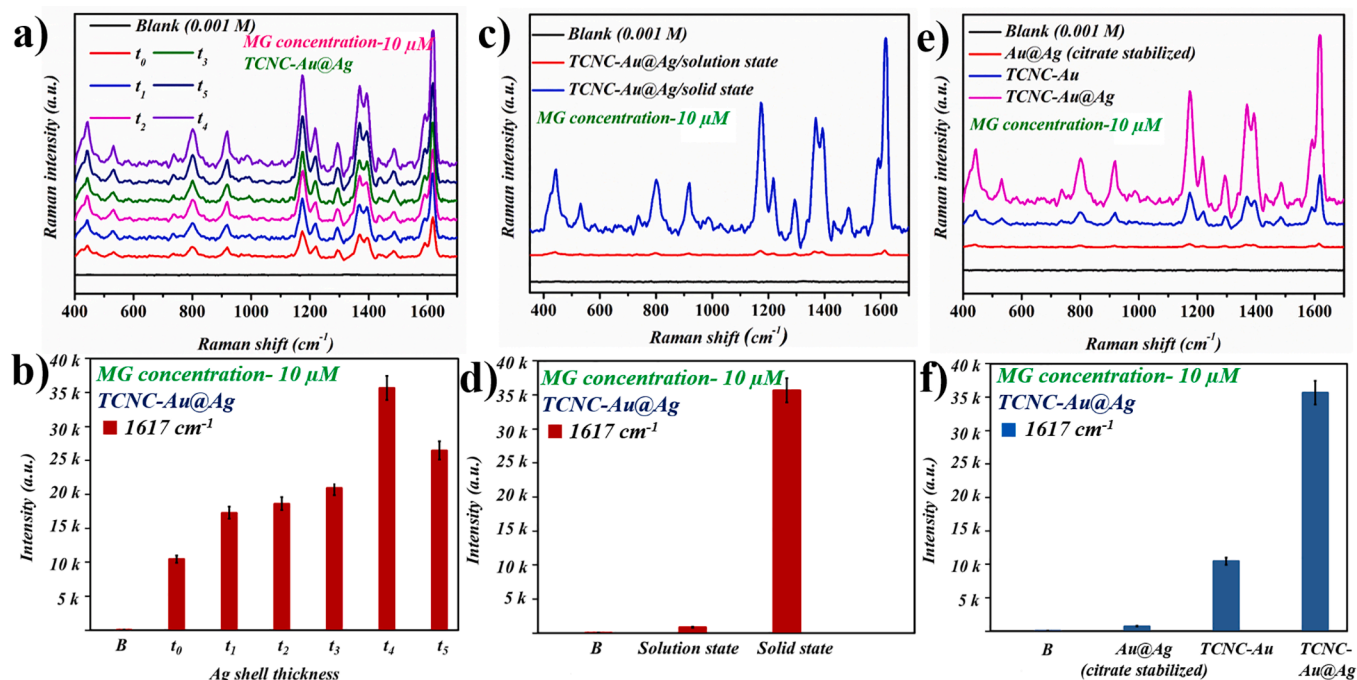 a)
Blank (0.001 M)
t0 t3
t1 t5
t2 t4
MG concentration-10 µM
TCNC-Au@Ag
Raman intensity (a.u.)
400 600 800 1000 1200 1400 1600
Raman shift (cm-1)
c)
Blank (0.001 M)
TCNC-Au@Ag/solution state
TCNC-Au@Ag/solid state
MG concentration-10 µM
Raman intensity (a.u.)
400 600 800 1000 1200 1400 1600
Raman shift (cm-1)
e)
Blank (0.001 M)
Au@Ag (citrate stabilized)
TCNC-Au
TCNC-Au@Ag
MG concentration-10 µM
Raman intensity (a.u.)
400 600 800 1000 1200 1400 1600
Raman shift (cm-1)
b)
MG concentration- 10 µM
TCNC-Au@Ag
1617 cm-1
Intensity (a.u.)
40 k
35 k
30 k
25 k
20 k
15 k
10 k
5 k
B t0 t1 t2 t3 t4 t5
Ag shell thickness
d)
MG concentration- 10 µM
TCNC-Au@Ag
1617 cm-1
Intensity (a.u.)
40 k
35 k
30 k
25 k
20 k
15 k
10 k
5 k
B Solution state Solid state
f)
MG concentration- 10 µM
TCNC-Au@Ag
1617 cm-1
Intensity (a.u.)
40 k
35 k
30 k
25 k
20 k
15 k
10 k
5 k
B Au@Ag TCNC-Au TCNC-
(citrate stabilized) Au@Ag